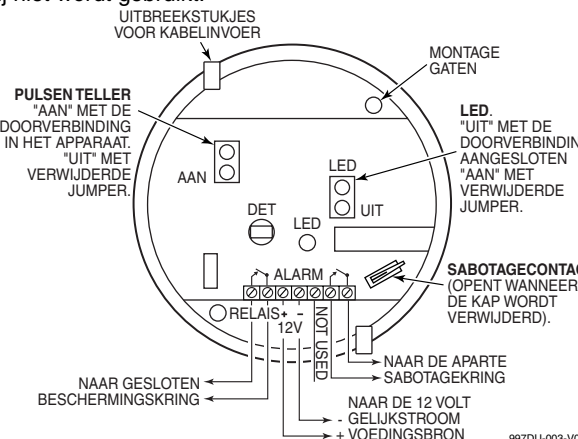 UITBREEKSTUKJES
VOOR KABELINVOER
MONTAGE
GATEN
PULSEN TELLER
"AAN" MET DE
DOORVERBINDING
IN HET APPARAAT.
"UIT" MET
VERWIJDERDE
JUMPER.
AAN
LED.
"UIT" MET DE
DOORVERBINDIN
AANGESLOTEN
"AAN" MET
VERWIJDERDE
JUMPER.
LED
UIT
DET
LED
SABOTAGECONTAC
(OPENT WANNEER
DE KAP WORDT
VERWIJDERD).
ALARM
RELAIS + -
12V
NOT USED
NAAR GESLOTEN
BESCHERMINGSKRING
NAAR DE APARTE
SABOTAGEKRING
NAAR DE 12 VOLT
- GELIJKSTROOM
+ VOEDINGSBRON